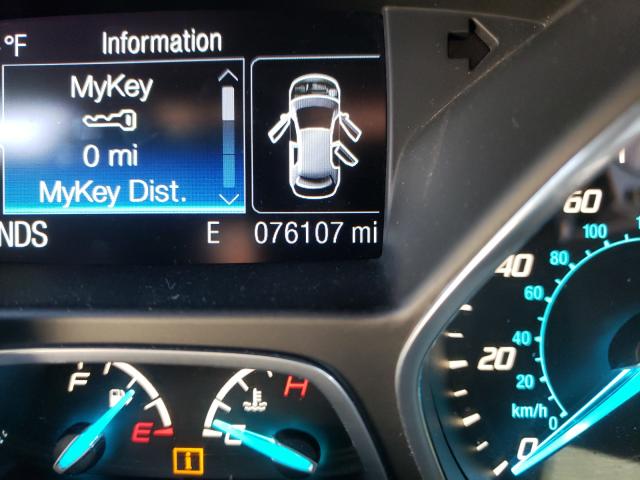 °F Information
MyKey
0 mi
MyKey Dist.
NDS E 076107 mi
F
E
i
H
C
60
40
20
0
100
80
60
40
20
0
km/h